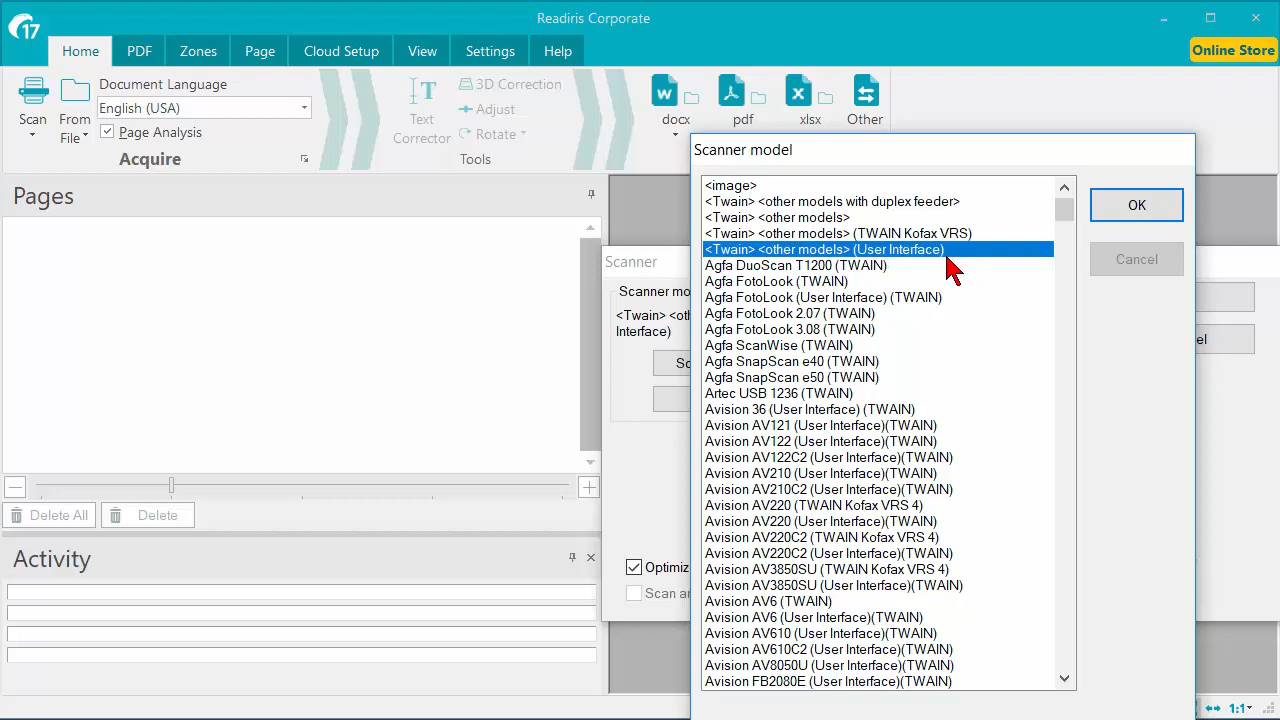 17
Readiris Corporate
Home
PDF
Zones
Page
Cloud Setup
View
Settings
Help
Online Store
Scan
From
File
Document Language
English (USA)
Page Analysis
Acquire
Text
Corrector
3D Correction
Adjust
Rotate
Tools
docx
pdf
xlsx
Other
Pages
Delete All
Delete
Activity
Scanner
Scanner mo
<Twain> <ot
Interface)
Sc
el
Optimiz
Scan a
Scanner model
<image>
<Twain> <other models with duplex feeder>
<Twain> <other models>
<Twain> <other models> (TWAIN Kofax VRS)
<Twain> <other models> (User Interface)
Agfa DuoScan T1200 (TWAIN)
Agfa FotoLook (TWAIN)
Agfa FotoLook (User Interface) (TWAIN)
Agfa FotoLook 2.07 (TWAIN)
Agfa FotoLook 3.08 (TWAIN)
Agfa ScanWise (TWAIN)
Agfa SnapScan e40 (TWAIN)
Agfa SnapScan e50 (TWAIN)
Artec USB 1236 (TWAIN)
Avision 36 (User Interface) (TWAIN)
Avision AV121 (User Interface)(TWAIN)
Avision AV122 (User Interface)(TWAIN)
Avision AV122C2 (User Interface)(TWAIN)
Avision AV210 (User Interface)(TWAIN)
Avision AV210C2 (User Interface)(TWAIN)
Avision AV220 (TWAIN Kofax VRS 4)
Avision AV220 (User Interface)(TWAIN)
Avision AV220C2 (TWAIN Kofax VRS 4)
Avision AV220C2 (User Interface)(TWAIN)
Avision AV3850SU (TWAIN Kofax VRS 4)
Avision AV3850SU (User Interface)(TWAIN)
Avision AV6 (TWAIN)
Avision AV6 (User Interface)(TWAIN)
Avision AV610 (User Interface)(TWAIN)
Avision AV610C2 (User Interface)(TWAIN)
Avision AV8050U (User Interface)(TWAIN)
Avision FB2080E (User Interface)(TWAIN)
OK
Cancel
1:1